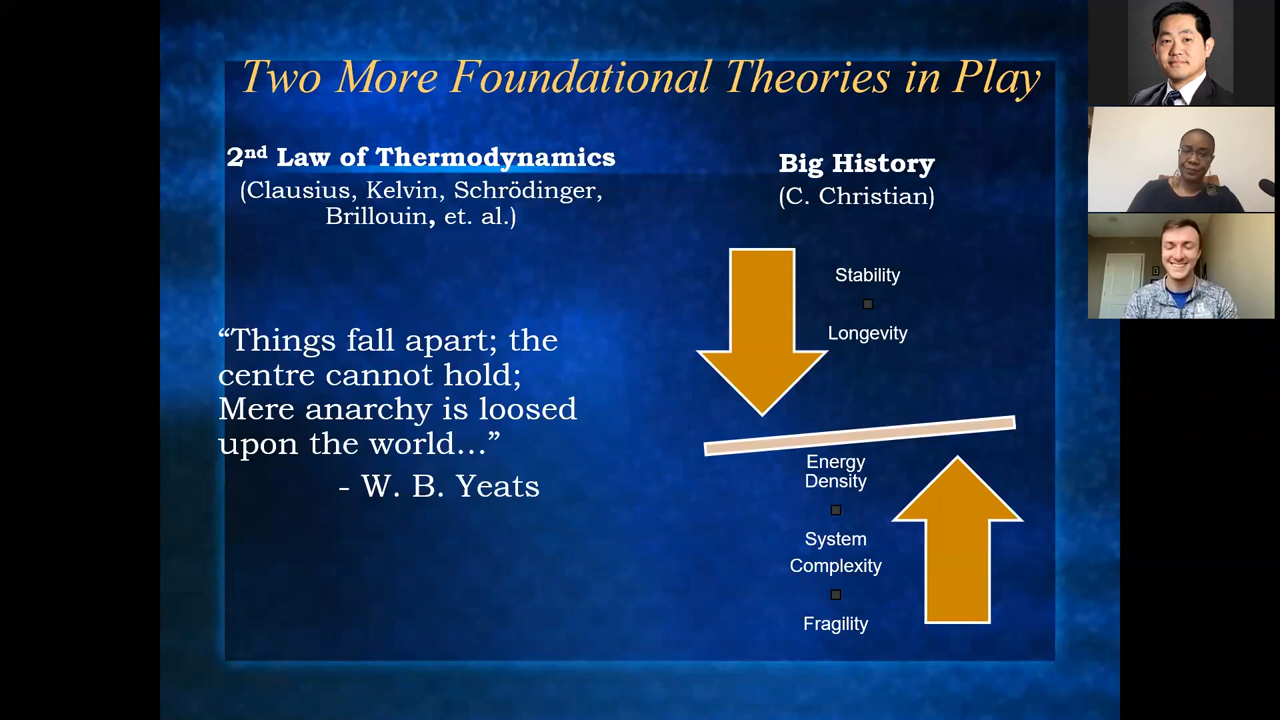 Two More Foundational Theories in Play
2nd Law of Thermodynamics
(Clausius, Kelvin, Schrödinger,
Brillouin, et. al.)
“Things fall apart; the
centre cannot hold;
Mere anarchy is loosed
upon the world…”
- W. B. Yeats
Big History
(C. Christian)
Stability
Longevity
Energy
Density
System
Complexity
Fragility